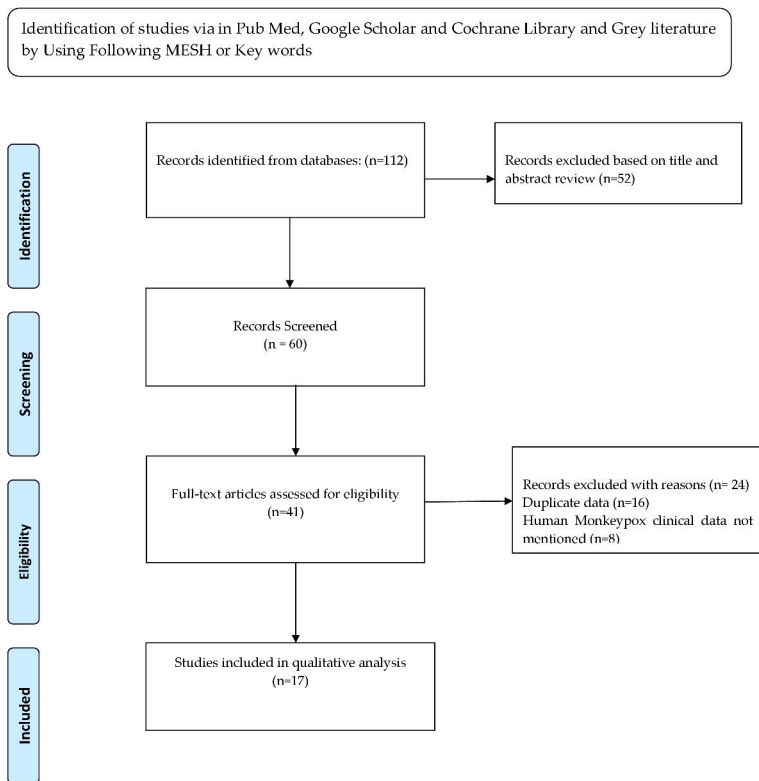 Identification of studies via in Pub Med, Google Scholar and Cochrane Library and Grey literature
by Using Following MESH or Key words
Identification
Records identified from databases: (n=112)
Records excluded based on title and
abstract review (n=52)
Screening
Records Screened
(n = 60)
Eligibility
Full-text articles assessed for eligibility
(n=41)
Records excluded with reasons (n= 24)
Duplicate data (n=16)
Human Monkeypox clinical data not
mentioned (n=8)
Included
Studies included in qualitative analysis
(n=17)